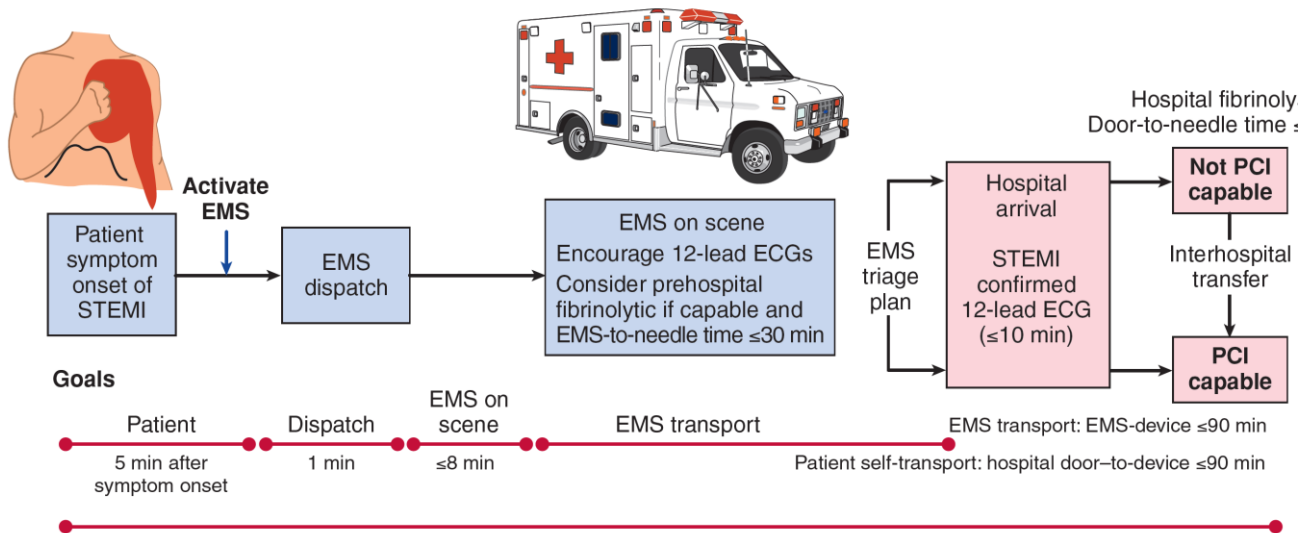 Hospital fibrinoly
Door-to-needle time ≤
Activate
EMS
Patient
symptom
onset of
STEMI
EMS
dispatch
EMS on scene
Encourage 12-lead ECGs
Consider prehospital
fibrinolytic if capable and
EMS-to-needle time ≤30 min
EMS
triage
plan
Hospital
arrival
STEMI
confirmed
12-lead ECG
(≤10 min)
Not PCI
capable
Interhospital
transfer
PCI
capable
Goals
Patient
5 min after
symptom onset
Dispatch
1 min
EMS on
scene
≤8 min
EMS transport
EMS transport: EMS-device ≤90 min
Patient self-transport: hospital door–to-device ≤90 min